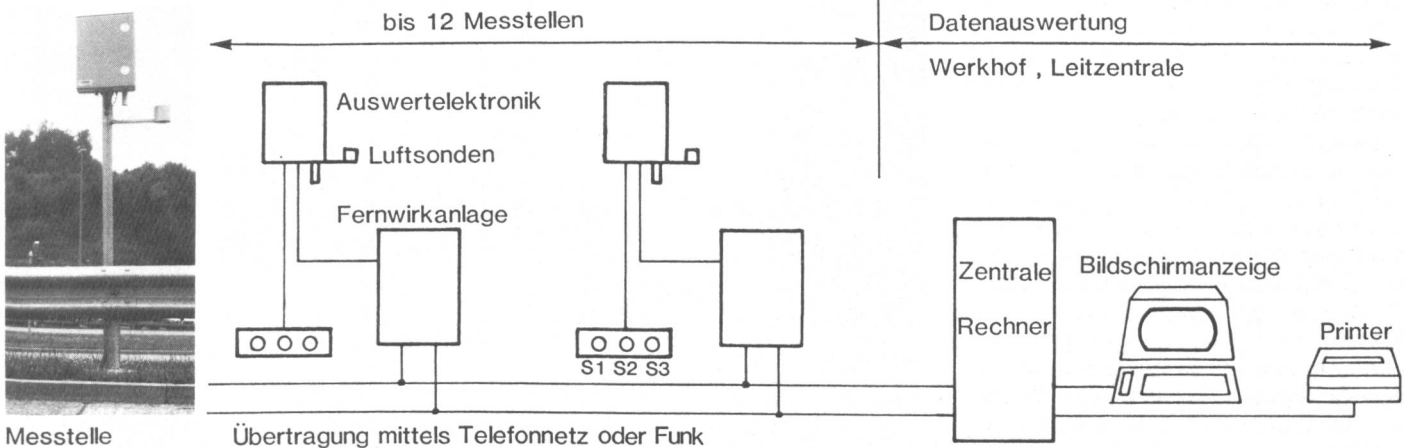 bis 12 Messtellen
Datenauswertung
Werkhof , Leitzentrale
Auswertelektronik
Luftsonden
Fernwirkanlage
S1 S2 S3
Zentrale
Rechner
Bildschirmanzeige
Printer
Messtelle
Übertragung mittels Telefonnetz oder Funk